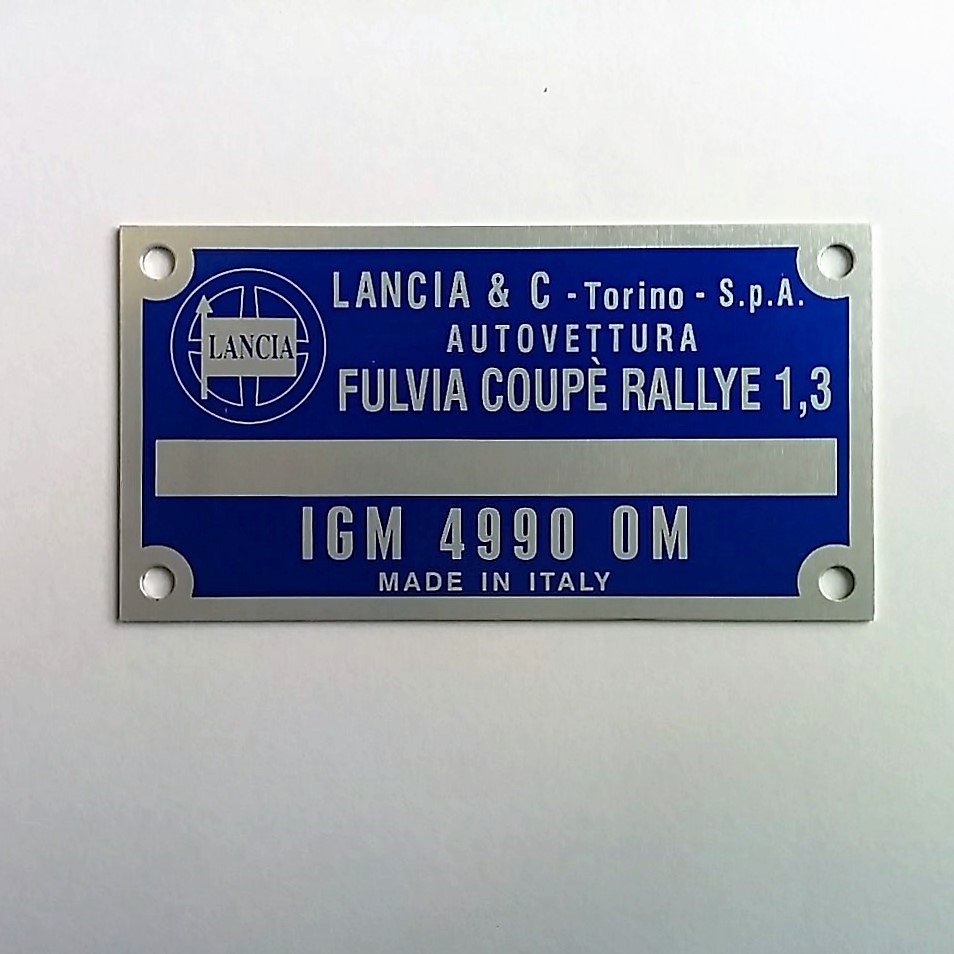 LANCIA
LANCIA & C - Torino - S.p.A.
AUTOVETTURA
FULVIA COUPÈ RALLYE 1,3
IGM 4990 OM
MADE IN ITALY